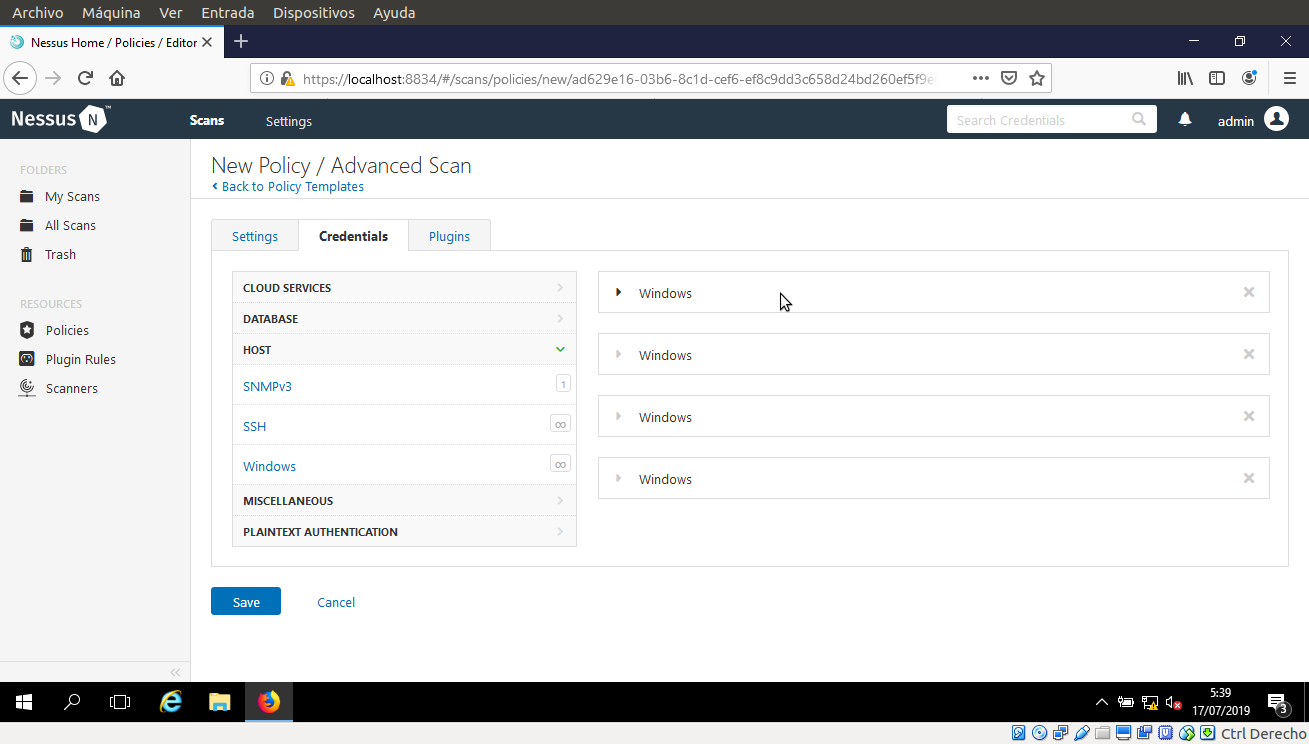 Archivo Máquina Ver Entrada Dispositivos Ayuda
Nessus Home / Policies / Editor
https://localhost:8834/#/scans/policies/new/ad629e16-03b6-8c1d-cef6-ef8c9dd3c658d24bd260ef5f9e
Nessus N ™ Scans Settings Search Credentials admin
FOLDERS
My Scans
All Scans
Trash
RESOURCES
Policies
Plugin Rules
Scanners
New Policy / Advanced Scan
Back to Policy Templates
Settings Credentials Plugins
CLOUD SERVICES
DATABASE
HOST
SNMPv3 1
SSH ∞
Windows ∞
MISCELLANEOUS
PLAINTEXT AUTHENTICATION
Windows
Windows
Windows
Windows
Save Cancel
5:39
17/07/2019
3
Ctrl Derecho